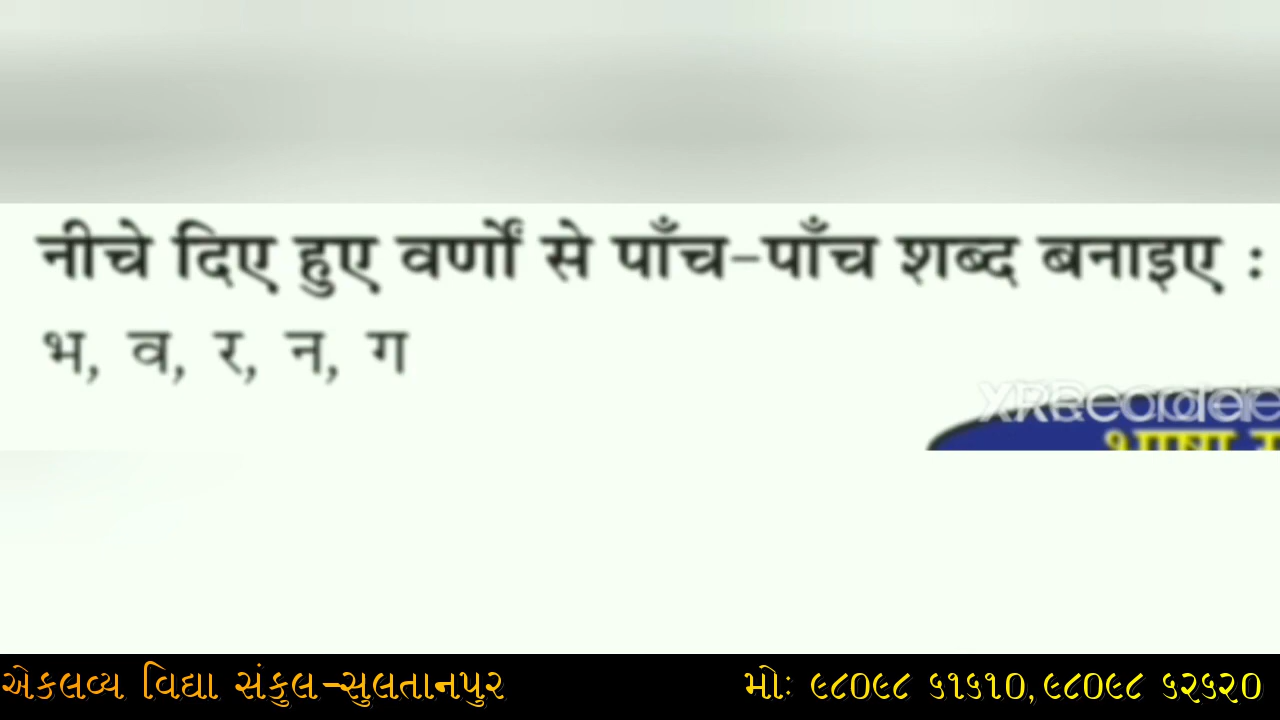 नीचे दिए हुए वर्णों से पाँच-पाँच शब्द बनाइए :
भ, व, र, न, ग
એકલવ્ય વિદ્યા સંકુલ-સુલતાનપુર
મોઃ ૯૮૦૯૮ ૬૧૬૧૦, ૯૮૦૯૮ ૬૨૬૨૦